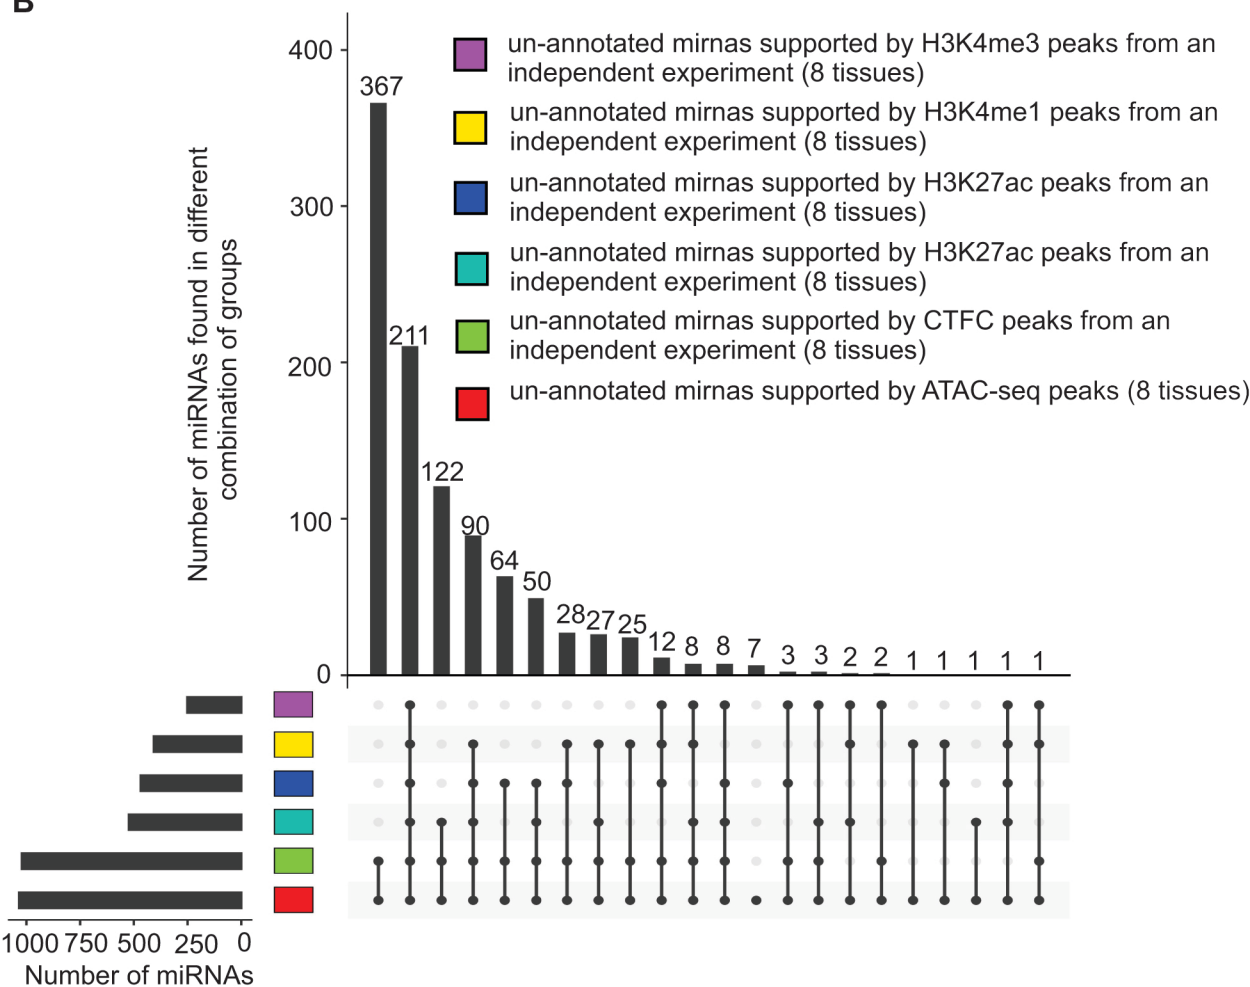 B
400
300
200
100
0
Number of miRNAs found in different
combination of groups
un-annotated mirnas supported by H3K4me3 peaks from an
independent experiment (8 tissues)
un-annotated mirnas supported by H3K4me1 peaks from an
independent experiment (8 tissues)
un-annotated mirnas supported by H3K27ac peaks from an
independent experiment (8 tissues)
un-annotated mirnas supported by H3K27ac peaks from an
independent experiment (8 tissues)
un-annotated mirnas supported by CTFC peaks from an
independent experiment (8 tissues)
un-annotated mirnas supported by ATAC-seq peaks (8 tissues)
367
211
122
90
64
50
28
27
25
12
8
8
7
3
3
2
2
1
1
1
1
1
1000 750 500 250 0
Number of miRNAs